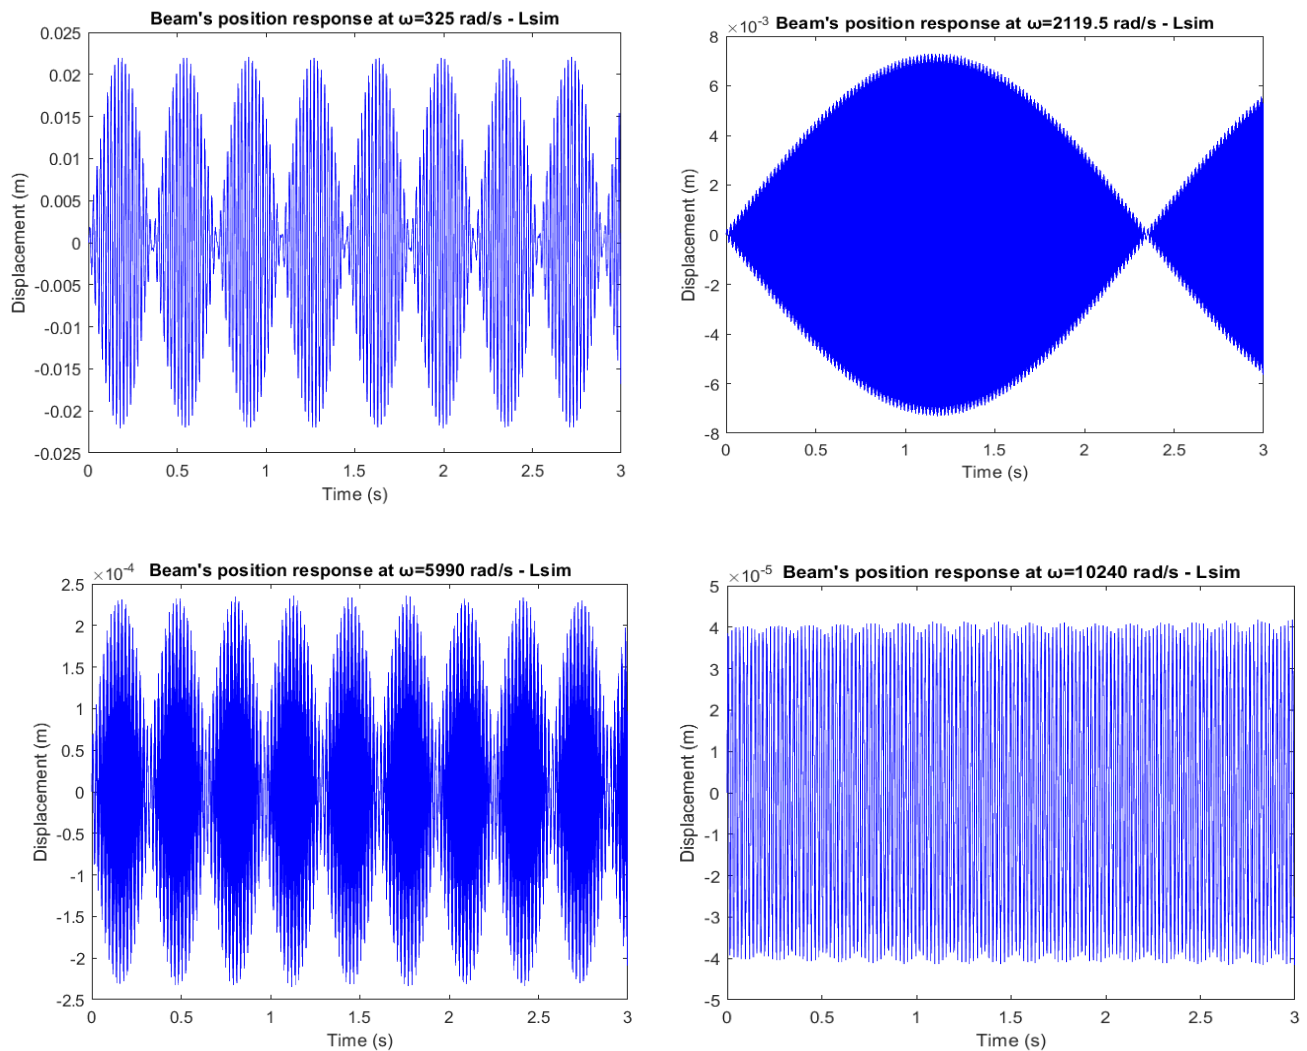 Beam's position response at ω=325 rad/s - Lsim
0.025
0.02
0.015
0.01
0.005
0
-0.005
-0.01
-0.015
-0.02
-0.025
Displacement (m)
0 0.5 1 1.5 2 2.5 3
Time (s)
×10⁻³
Beam's position response at ω=2119.5 rad/s - Lsim
8
6
4
2
0
-2
-4
-6
-8
Displacement (m)
0 0.5 1 1.5 2 2.5 3
Time (s)
×10⁻⁴
Beam's position response at ω=5990 rad/s - Lsim
2.5
2
1.5
1
0.5
0
-0.5
-1
-1.5
-2
-2.5
Displacement (m)
0 0.5 1 1.5 2 2.5 3
Time (s)
×10⁻⁵
Beam's position response at ω=10240 rad/s - Lsim
5
4
3
2
1
0
-1
-2
-3
-4
-5
Displacement (m)
0 0.5 1 1.5 2 2.5 3
Time (s)